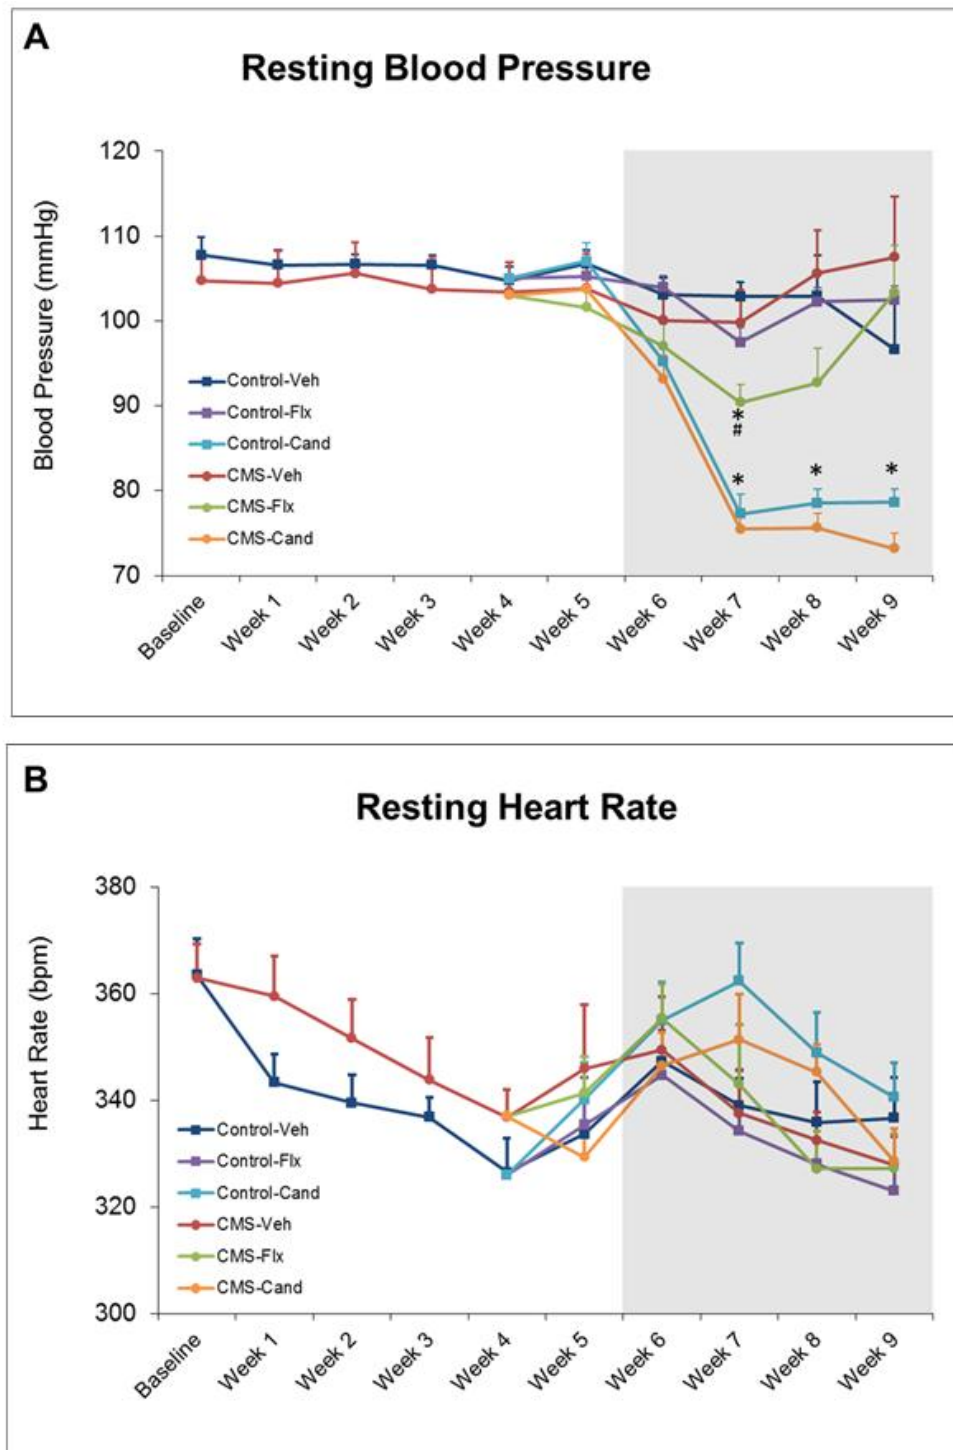 A
Resting Blood Pressure
Blood Pressure (mmHg)
120
110
100
90
80
70
Control-Veh
Control-Flx
Control-Cand
CMS-Veh
CMS-Flx
CMS-Cand
*
#
* * *
Baseline Week 1 Week 2 Week 3 Week 4 Week 5 Week 6 Week 7 Week 8 Week 9
B
Resting Heart Rate
Heart Rate (bpm)
380
360
340
320
300
Control-Veh
Control-Flx
Control-Cand
CMS-Veh
CMS-Flx
CMS-Cand
Baseline Week 1 Week 2 Week 3 Week 4 Week 5 Week 6 Week 7 Week 8 Week 9